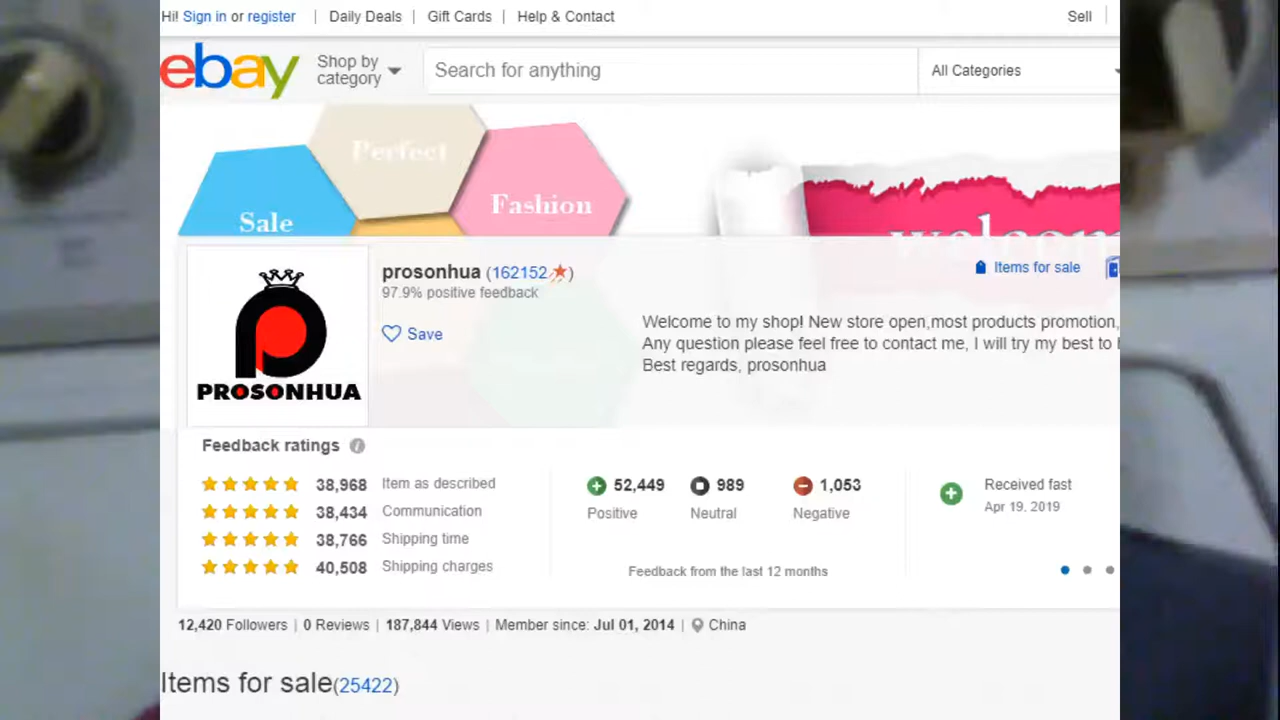 Hi! Sign in or register | Daily Deals | Gift Cards | Help & Contact Sell
ebay Shop by category Search for anything All Categories
Perfect
Sale
Fashion
welcom
prosonhua (162152)
97.9% positive feedback
Save
Items for sale
Welcome to my shop! New store open,most products promotion,
Any question please feel free to contact me, I will try my best to
Best regards, prosonhua
PROSONHUA
Feedback ratings
38,968 Item as described
38,434 Communication
38,766 Shipping time
40,508 Shipping charges
52,449 Positive
989 Neutral
1,053 Negative
Feedback from the last 12 months
Received fast
Apr 19, 2019
12,420 Followers | 0 Reviews | 187,844 Views | Member since: Jul 01, 2014 | China
Items for sale(25422)